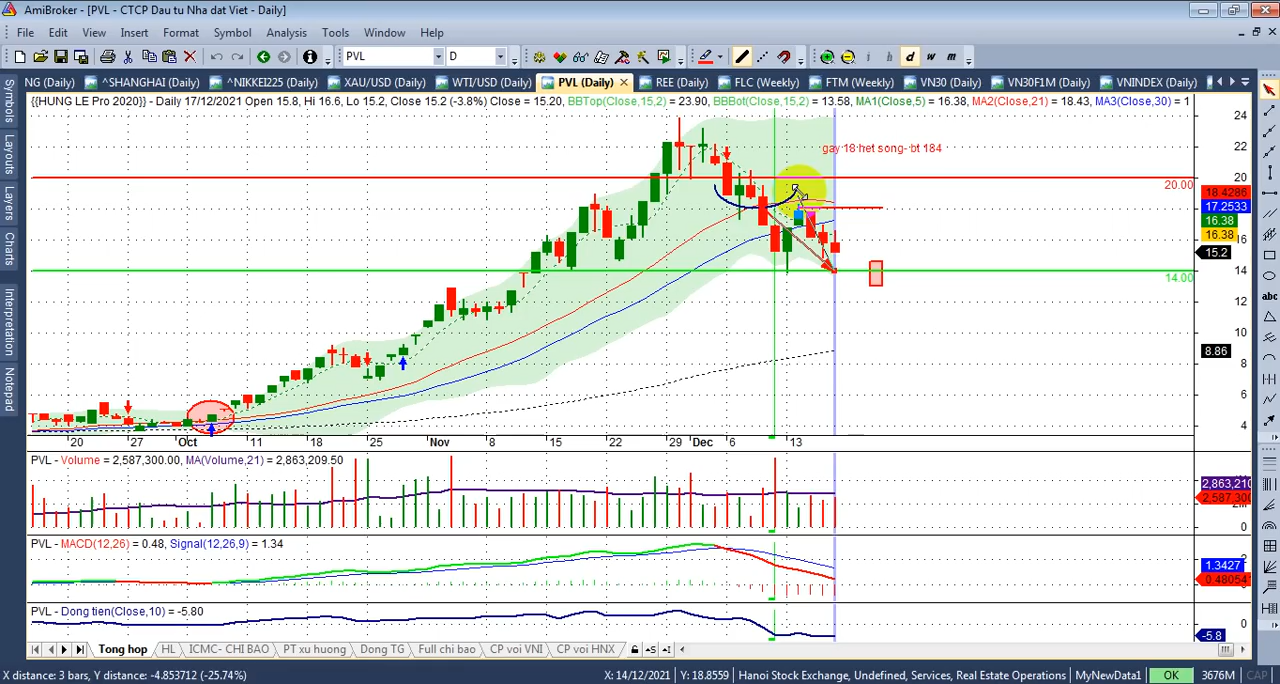 AmiBroker - [PVL - CTCP Dau tu Nha dat Viet - Daily]
File Edit View Insert Format Symbol Analysis Tools Window Help
PVL D d w m
NG (Daily) ^SHANGHAI (Daily) ^NIKKEI225 (Daily) XAU/USD (Daily) WTI/USD (Daily) PVL (Daily) REE (Daily) FLC (Weekly) FTM (Weekly) VN30 (Daily) VN30F1M (Daily) VNINDEX (Daily)
Symbols
Layouts
Layers
Charts
Interpretation
Notepad
{{HUNG LE Pro 2020}} - Daily 17/12/2021 Open 15.8, Hi 16.6, Lo 15.2, Close 15.2 (-3.8%) Close = 15.20, BBTop(Close,15,2) = 23.90, BBBot(Close,15,2) = 13.58, MA1(Close,5) = 16.38, MA2(Close,21) = 18.43, MA3(Close,30) = 1
gay 18 het song- bt 184
24
22
20
20.00
18.4286
17.2533
16.38
16.38
16
15.2
14
14.00
12
10
8.86
8
6
4
20 27 Oct 11 18 25 Nov 8 15 22 29 Dec 6 13
PVL - Volume = 2,587,300.00, MA(Volume,21) = 2,863,209.50
2,863,210
2,587,300
0
PVL - MACD(12,26) = 0.48, Signal(12,26,9) = 1.34
2
1.3427
0.48054
PVL - Dong tien(Close,10) = -5.80
0
-5.8
Tong hop HL ICMC- CHI BAO PT xu huong Dong TG Full chi bao CP voi VNI CP voi HNX
X distance: 3 bars, Y distance: -4.853712 (-25.74%) X: 14/12/2021 Y: 18.8559 Hanoi Stock Exchange, Undefined, Services, Real Estate Operations MyNewData1 OK 3676M CAP